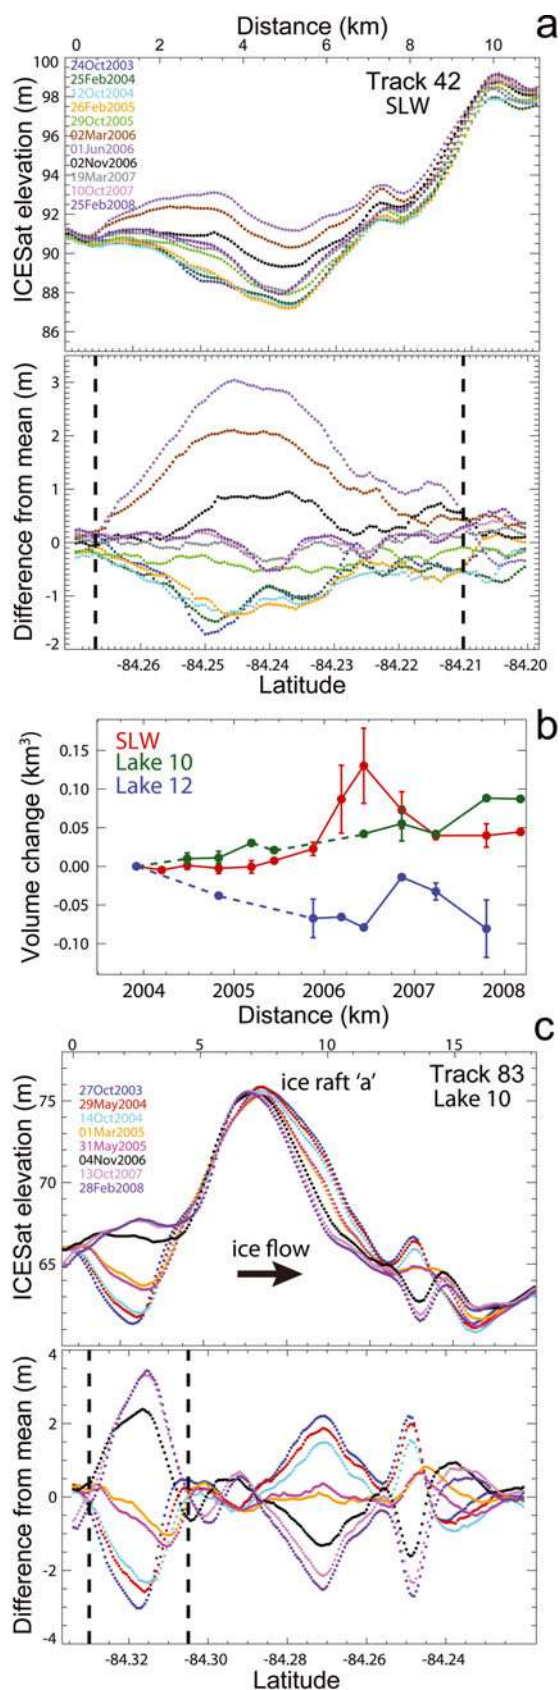 Distance (km)
a
0 2 4 6 8 10
100
98
96
94
92
90
88
86
ICESat elevation (m)
24Oct2003
25Feb2004
12Oct2004
26Feb2005
29Oct2005
02Mar2006
01Jun2006
02Nov2006
19Mar2007
10Oct2007
25Feb2008
Track 42
SLW
Difference from mean (m)
3
2
1
0
-1
-2
-84.26 -84.25 -84.24 -84.23 -84.22 -84.21 -84.20
Latitude
b
Volume change (km³)
SLW
Lake 10
Lake 12
0.15
0.10
0.05
0.00
-0.05
-0.10
2004 2005 2006 2007 2008
Distance (km)
c
0 5 10 15
ICESat elevation (m)
75
65
27Oct2003
29May2004
14Oct2004
01Mar2005
31May2005
04Nov2006
13Oct2007
28Feb2008
ice raft 'a'
Track 83
Lake 10
ice flow
Difference from mean (m)
4
2
0
-2
-4
-84.32 -84.30 -84.28 -84.26 -84.24
Latitude